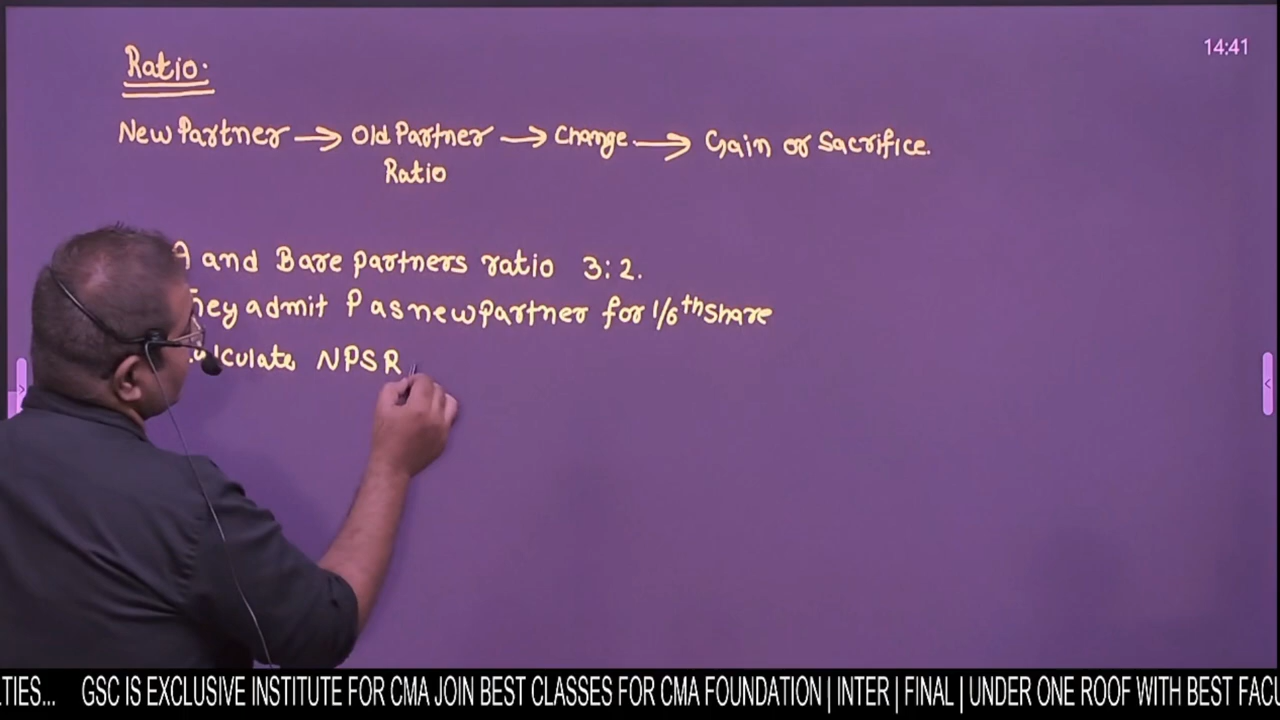 14:41
Ratio.
New Partner → Old Partner → Change → Gain or Sacrifice.
Ratio
A and B are partners ratio 3:2.
hey admit P as new partner for 1/6th share
lculate NPSR
TIES... GSC IS EXCLUSIVE INSTITUTE FOR CMA JOIN BEST CLASSES FOR CMA FOUNDATION | INTER | FINAL | UNDER ONE ROOF WITH BEST FACU